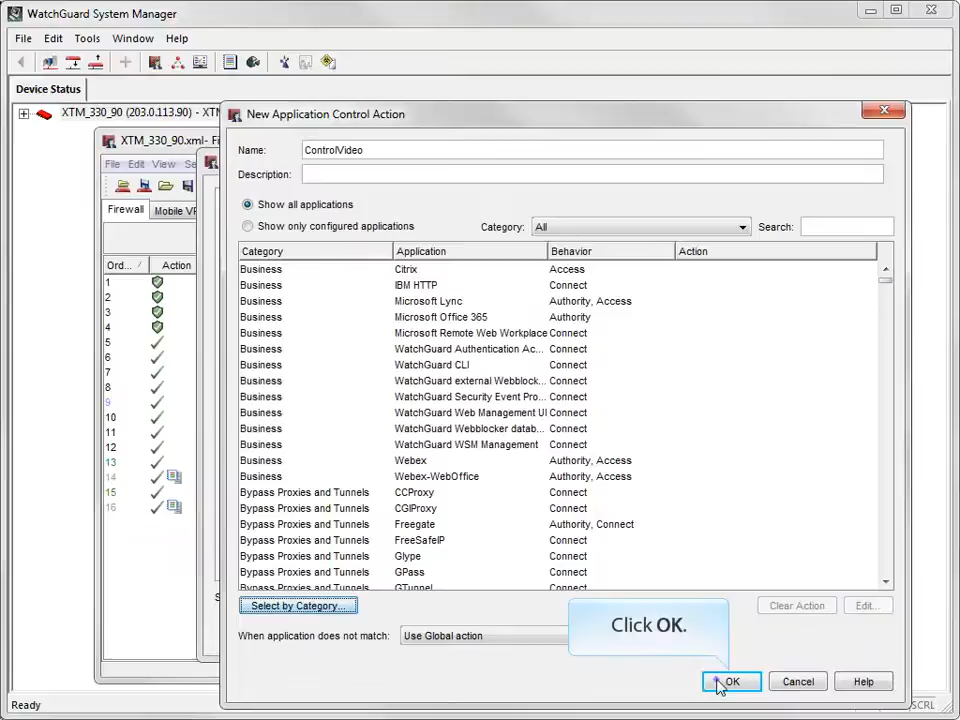 WatchGuard System Manager
File Edit Tools Window Help
Device Status
XTM_330_90 (203.0.113.90) - XTM
New Application Control Action
XTM_330_90.xml- Fi
File Edit View Se
Firewall Mobile VP
Ord... / Action
1
2
3
4
5
6
7
8
9
10
11
12
13
14
15
16
Name: ControlVideo
Description:
Show all applications
Show only configured applications Category: All Search:
Category Application Behavior Action
Business Citrix Access
Business IBM HTTP Connect
Business Microsoft Lync Authority, Access
Business Microsoft Office 365 Authority
Business Microsoft Remote Web Workplace Connect
Business WatchGuard Authentication Ac... Connect
Business WatchGuard CLI Connect
Business WatchGuard external Webblock... Connect
Business WatchGuard Security Event Pro... Connect
Business WatchGuard Web Management UI Connect
Business WatchGuard Webblocker datab... Connect
Business WatchGuard WSM Management Connect
Business Webex Authority, Access
Business Webex-WebOffice Authority, Access
Bypass Proxies and Tunnels CCProxy Connect
Bypass Proxies and Tunnels CGIProxy Connect
Bypass Proxies and Tunnels Freegate Authority, Connect
Bypass Proxies and Tunnels FreeSafeIP Connect
Bypass Proxies and Tunnels Glype Connect
Bypass Proxies and Tunnels GPass Connect
Bypass Proxies and Tunnels GTunnel Connect
Select by Category... Clear Action Edit...
Click OK.
When application does not match: Use Global action
OK Cancel Help
Ready SCRL